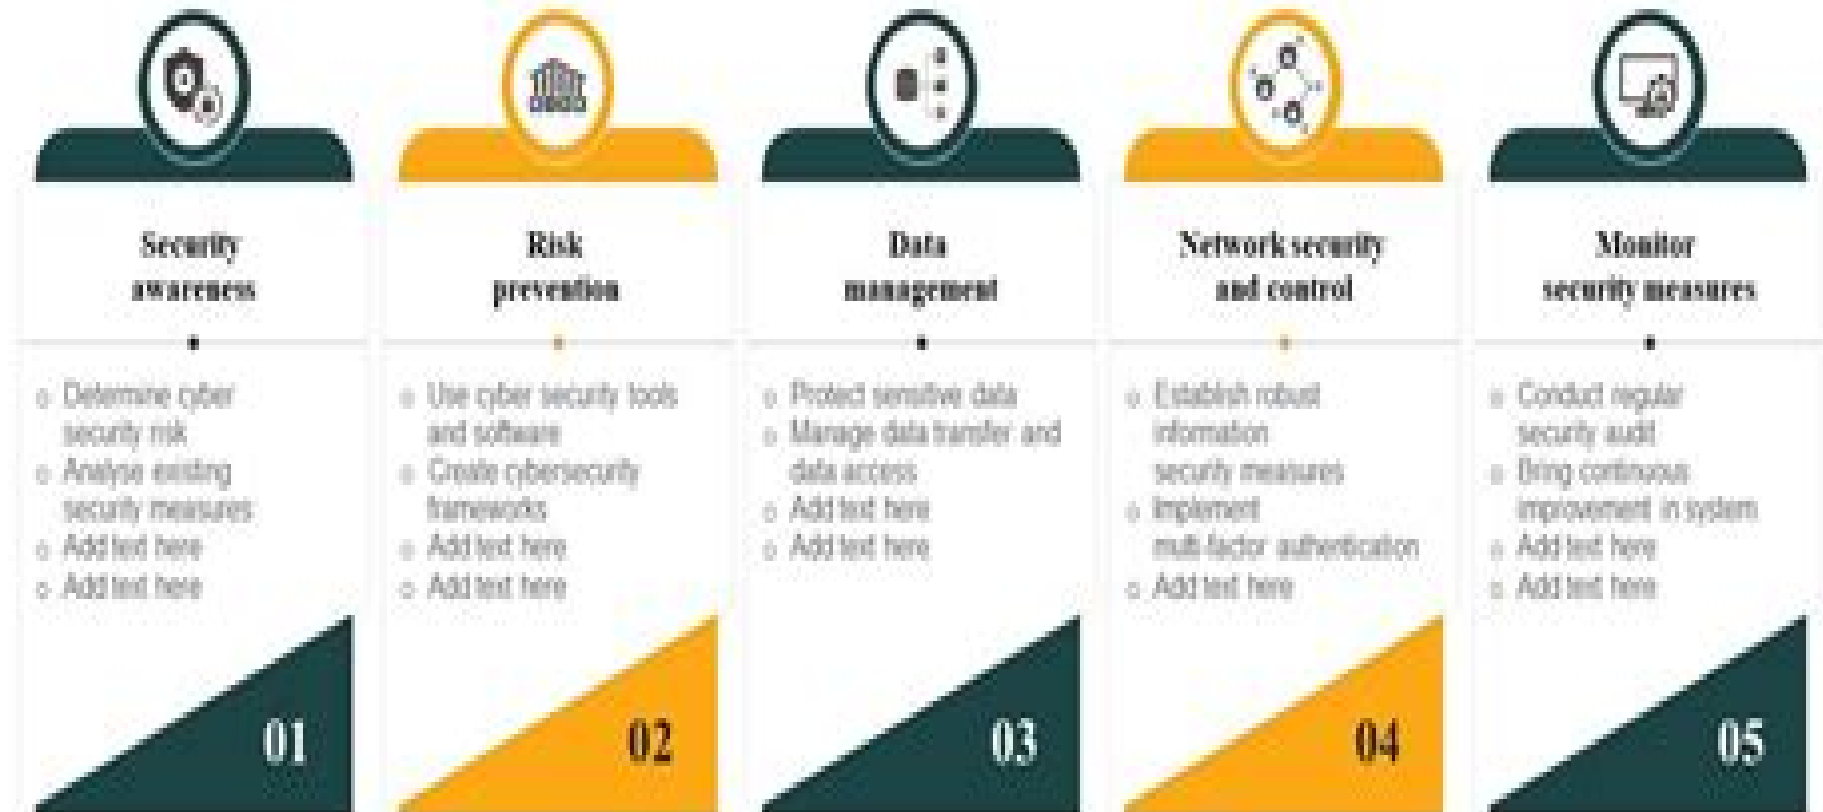 Security
awareness
Determine cyber
security risk
Analyse existing
security measures
Add text here
Add text here
01
Risk
prevention
Use cyber security tools
and software
Create cybersecurity
frameworks
Add text here
Add text here
02
Data
management
Protect sensitive data
Manage data transfer and
data access
Add text here
Add text here
03
Network security
and control
Establish robust
information
security measures
Implement
multi-factor authentication
Add text here
04
Monitor
security measures
Conduct regular
security audit
Bring continuous
improvement in system
Add text here
Add text here
05